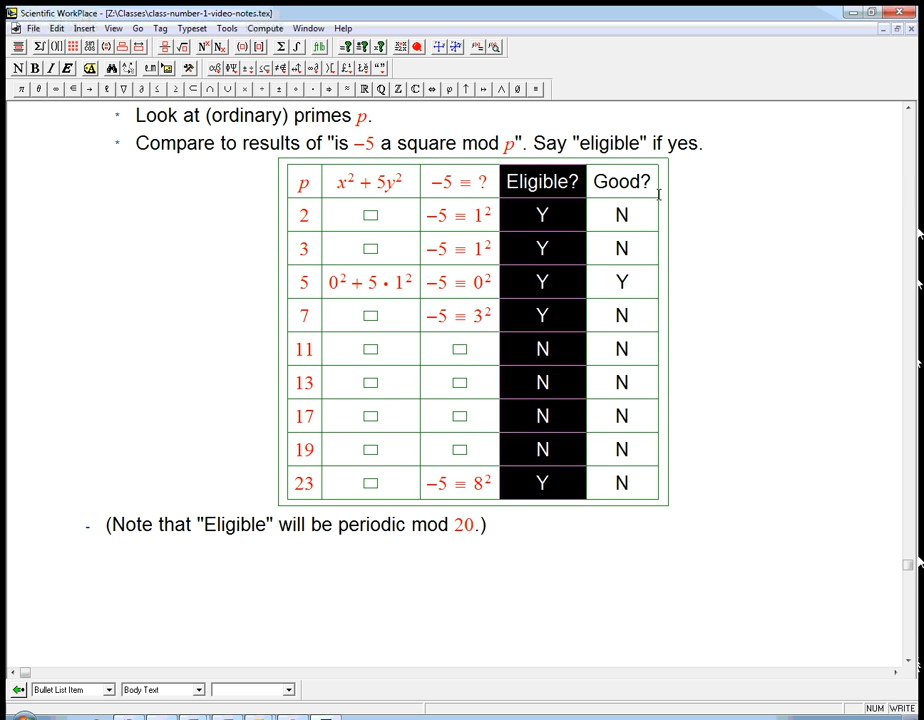 Scientific WorkPlace - [Z:\Classes\class-number-1-video-notes.tex]
File Edit Insert View Go Tag Typeset Tools Compute Window Help
* Look at (ordinary) primes p.
* Compare to results of "is −5 a square mod p". Say "eligible" if yes.
p x² + 5y² −5 ≡ ? Eligible? Good?
2 □ −5 ≡ 1² Y N
3 □ −5 ≡ 1² Y N
5 0² + 5 • 1² −5 ≡ 0² Y Y
7 □ −5 ≡ 3² Y N
11 □ □ N N
13 □ □ N N
17 □ □ N N
19 □ □ N N
23 □ −5 ≡ 8² Y N
- (Note that "Eligible" will be periodic mod 20.)
Bullet List Item Body Text
NUM WRITE